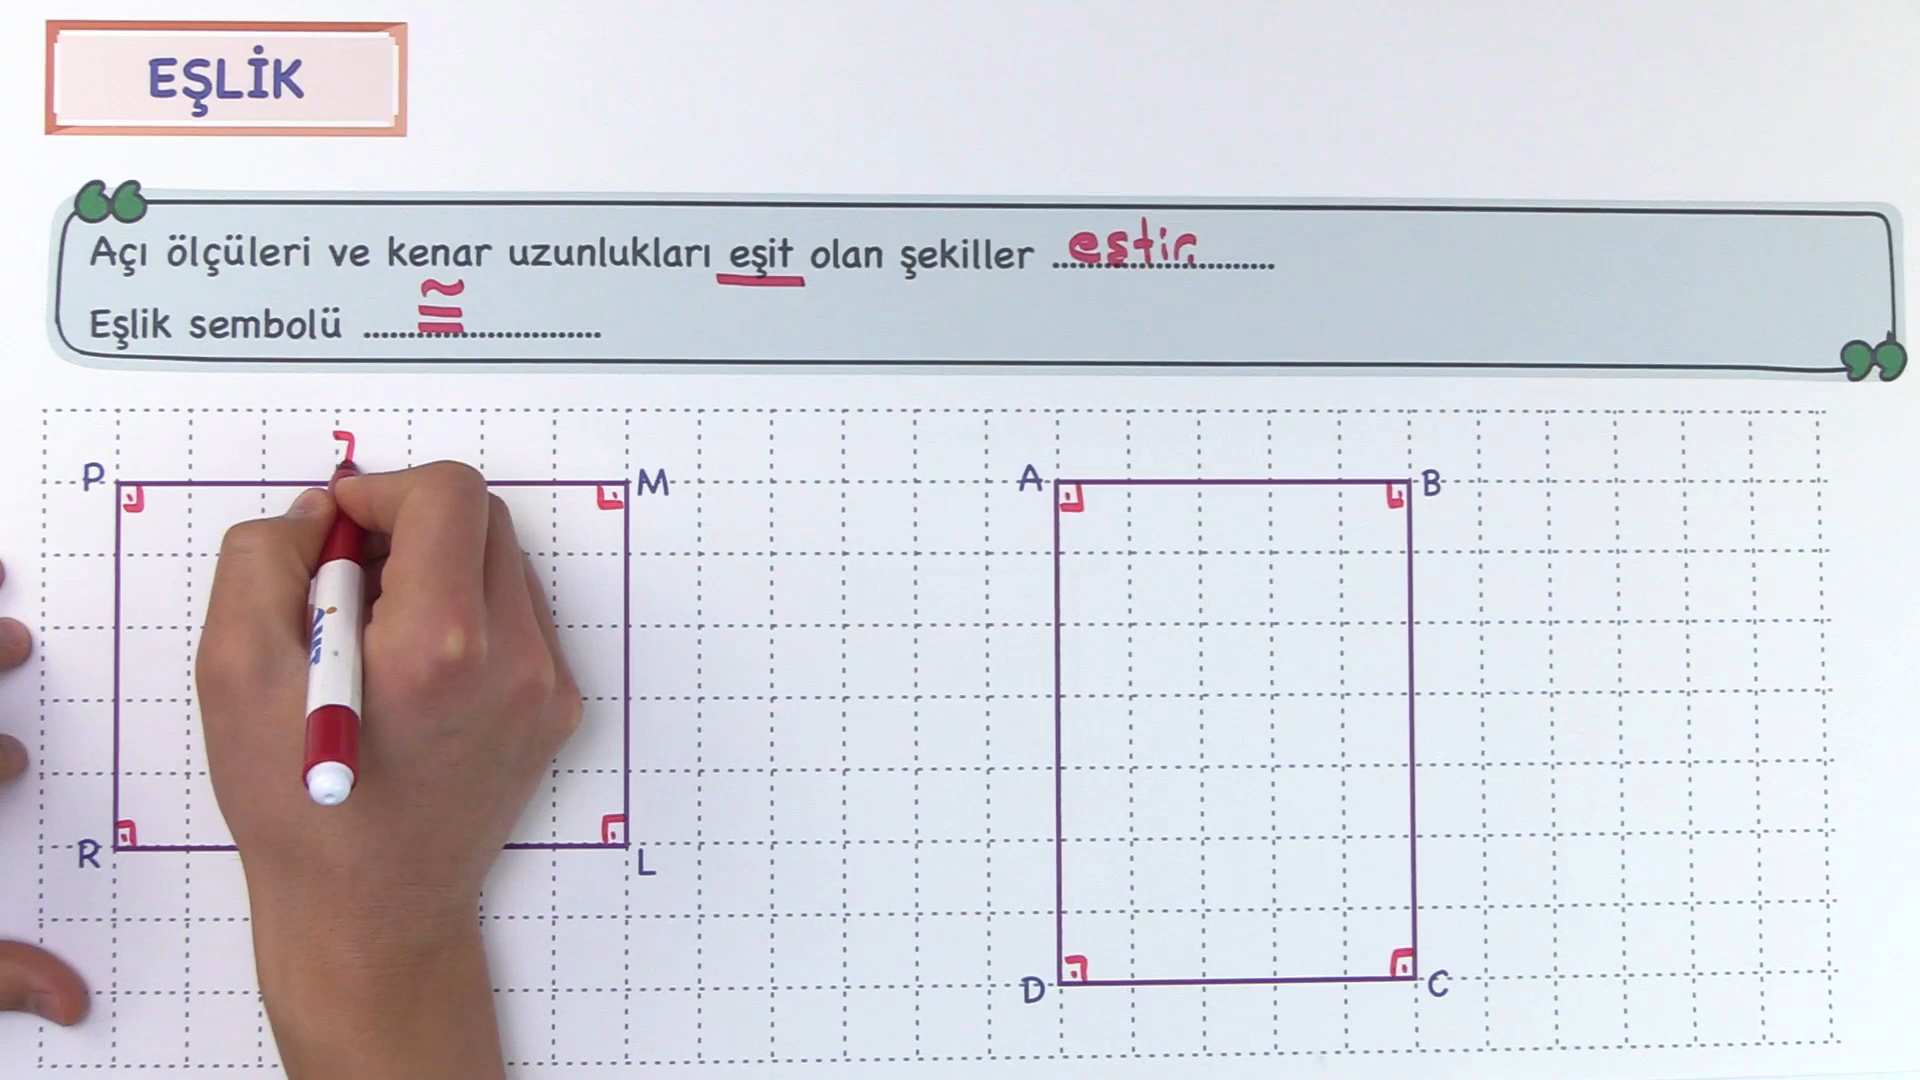 EŞLİK
Açı ölçüleri ve kenar uzunlukları eşit olan şekiller eştir.
Eşlik sembolü ≅
7
P M
A B
R L
D C